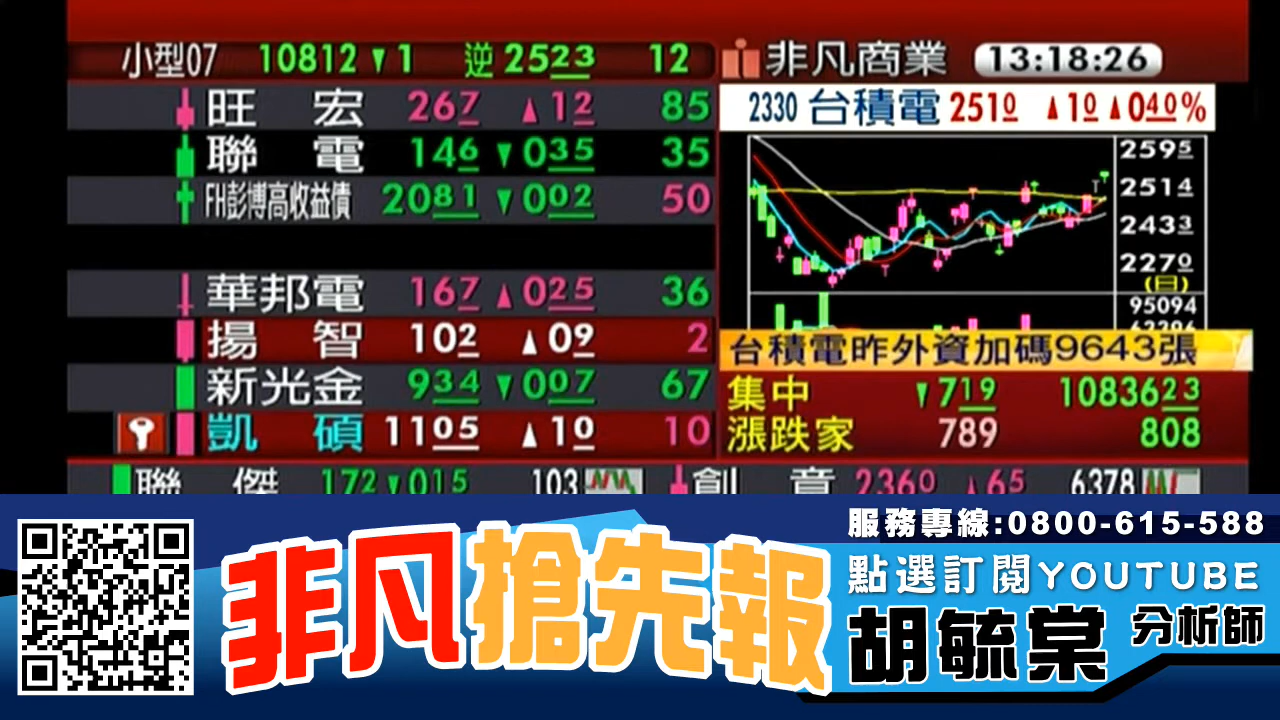 小型07 10812▼1 逆2523 12
旺宏 267 ▲12 85
聯電 146 ▼035 35
FH彭博高收益債 2081 ▼002 50
華邦電 167 ▲025 36
揚智 102 ▲09 2
新光金 934 ▼007 67
凱碩 1105 ▲10 10
聯傑 172▼015 103
創意 2360 ▲65 6378
非凡商業 13:18:26
2330 台積電 2510 ▲10 ▲040%
2595
2514
2433
2270
(日)
95094
台積電昨外資加碼9643張
集中 ▼719 1083623
漲跌家 789 808
非凡搶先報
服務專線:0800-615-588
點選訂閱YOUTUBE
胡毓棠 分析師